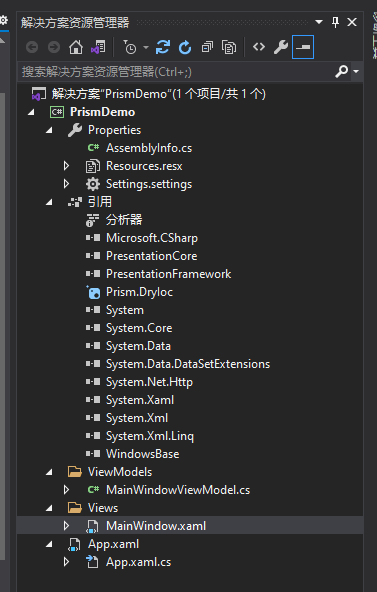 解决方案资源管理器
搜索解决方案资源管理器(Ctrl+;)
解决方案"PrismDemo"(1 个项目/共 1 个)
PrismDemo
Properties
AssemblyInfo.cs
Resources.resx
Settings.settings
引用
分析器
Microsoft.CSharp
PresentationCore
PresentationFramework
Prism.DryIoc
System
System.Core
System.Data
System.Data.DataSetExtensions
System.Net.Http
System.Xaml
System.Xml
System.Xml.Linq
WindowsBase
ViewModels
C# MainWindowViewModel.cs
Views
MainWindow.xaml
App.xaml
App.xaml.cs